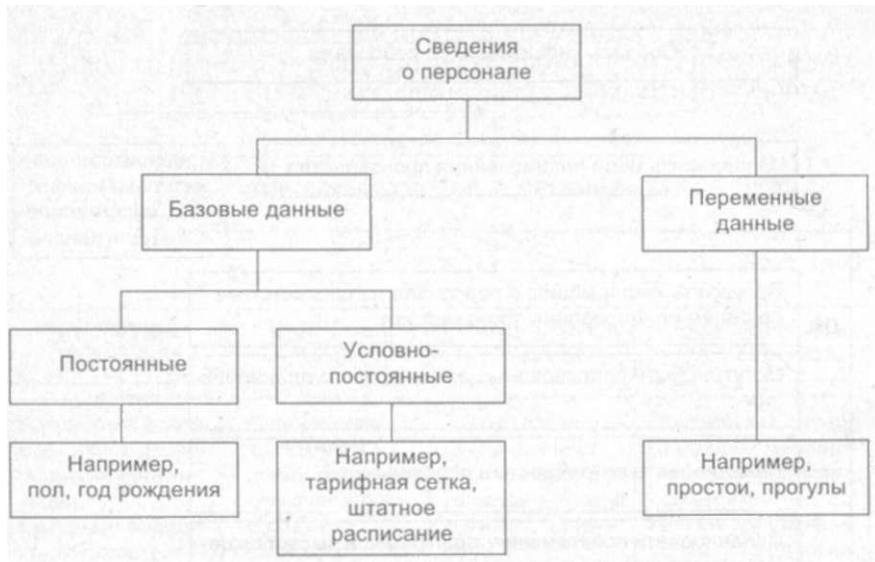 Сведения
о персонале
Базовые данные
Переменные
данные
Постоянные
Условно-
постоянные
Например,
пол, год рождения
Например,
тарифная сетка,
штатное
расписание
Например,
простои, прогулы